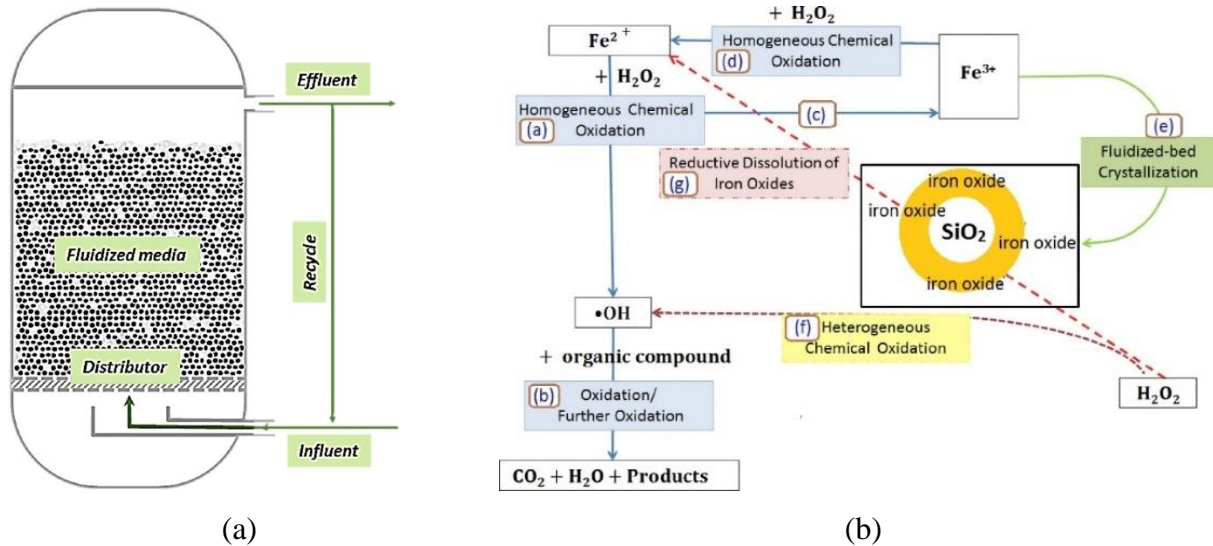 Effluent
Fluidized media
Recycle
Distributor
Influent
(a)
+ H₂O₂
Fe²⁺
Homogeneous Chemical
(d) Oxidation
Fe³⁺
+ H₂O₂
Homogeneous Chemical
(a) Oxidation
(c)
(e)
Fluidized-bed
Crystallization
Reductive Dissolution of
(g) Iron Oxides
iron oxide
iron oxide
SiO₂
iron oxide
iron oxide
•OH
(f) Heterogeneous
Chemical Oxidation
+ organic compound
H₂O₂
(b) Oxidation/
Further Oxidation
CO₂ + H₂O + Products
(b)